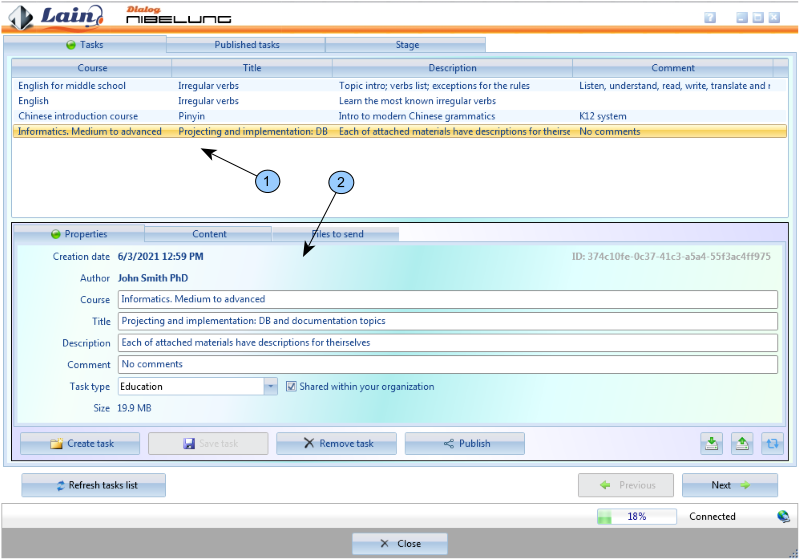 Lain
Dialog
NIBELUNG
?
Tasks Published tasks Stage
Course Title Description Comment
English for middle school Irregular verbs Topic intro; verbs list; exceptions for the rules Listen, understand, read, write, translate and r
English Irregular verbs Learn the most known irregular verbs
Chinese introduction course Pinyin Intro to modern Chinese grammatics K12 system
Informatics. Medium to advanced Projecting and implementation: DB Each of attached materials have descriptions for theirse No comments
1 2
Properties Content Files to send
Creation date 6/3/2021 12:59 PM ID: 374c10fe-0c37-41c3-a5a4-55f3ac4ff975
Author John Smith PhD
Course Informatics. Medium to advanced
Title Projecting and implementation: DB and documentation topics
Description Each of attached materials have descriptions for theirselves
Comment No comments
Task type Education Shared within your organization
Size 19.9 MB
Create task Save task Remove task Publish
Refresh tasks list Previous Next
18% Connected
Close